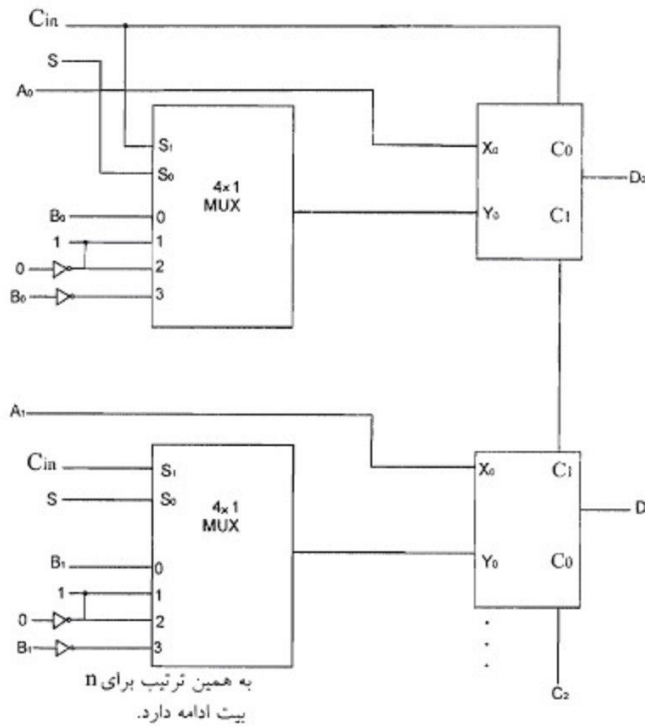 Cin
S
A₀
S₁
S₀
4×1
MUX
B₀
0
1
1
0
2
B₀
3
X₀
C0
Y₀
C1
A₁
Cin
S₁
S
S₀
4×1
MUX
B₁
0
1
1
0
2
B₁
3
X₀
C1
D
Y₀
C0
C₂
به همین ترتیب برای n
بیت ادامه دارد.